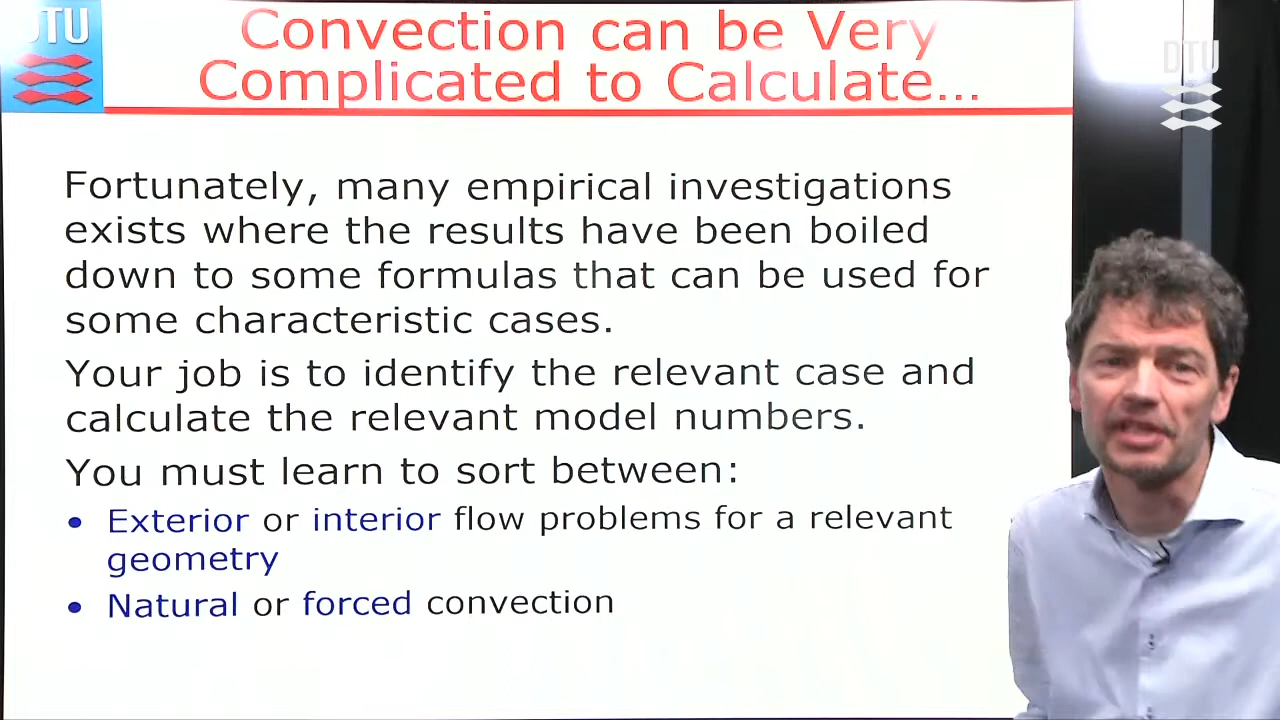 DTU
Convection can be Very
Complicated to Calculate...
DTU
Fortunately, many empirical investigations
exists where the results have been boiled
down to some formulas that can be used for
some characteristic cases.
Your job is to identify the relevant case and
calculate the relevant model numbers.
You must learn to sort between:
• Exterior or interior flow problems for a relevant
geometry
• Natural or forced convection